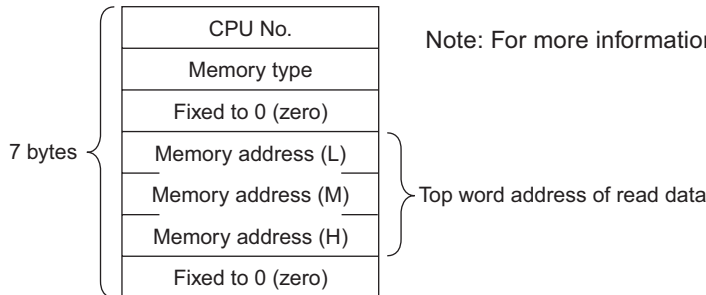 CPU No.
Note: For more information
Memory type
Fixed to 0 (zero)
7 bytes
Memory address (L)
Memory address (M)
Top word address of read data
Memory address (H)
Fixed to 0 (zero)